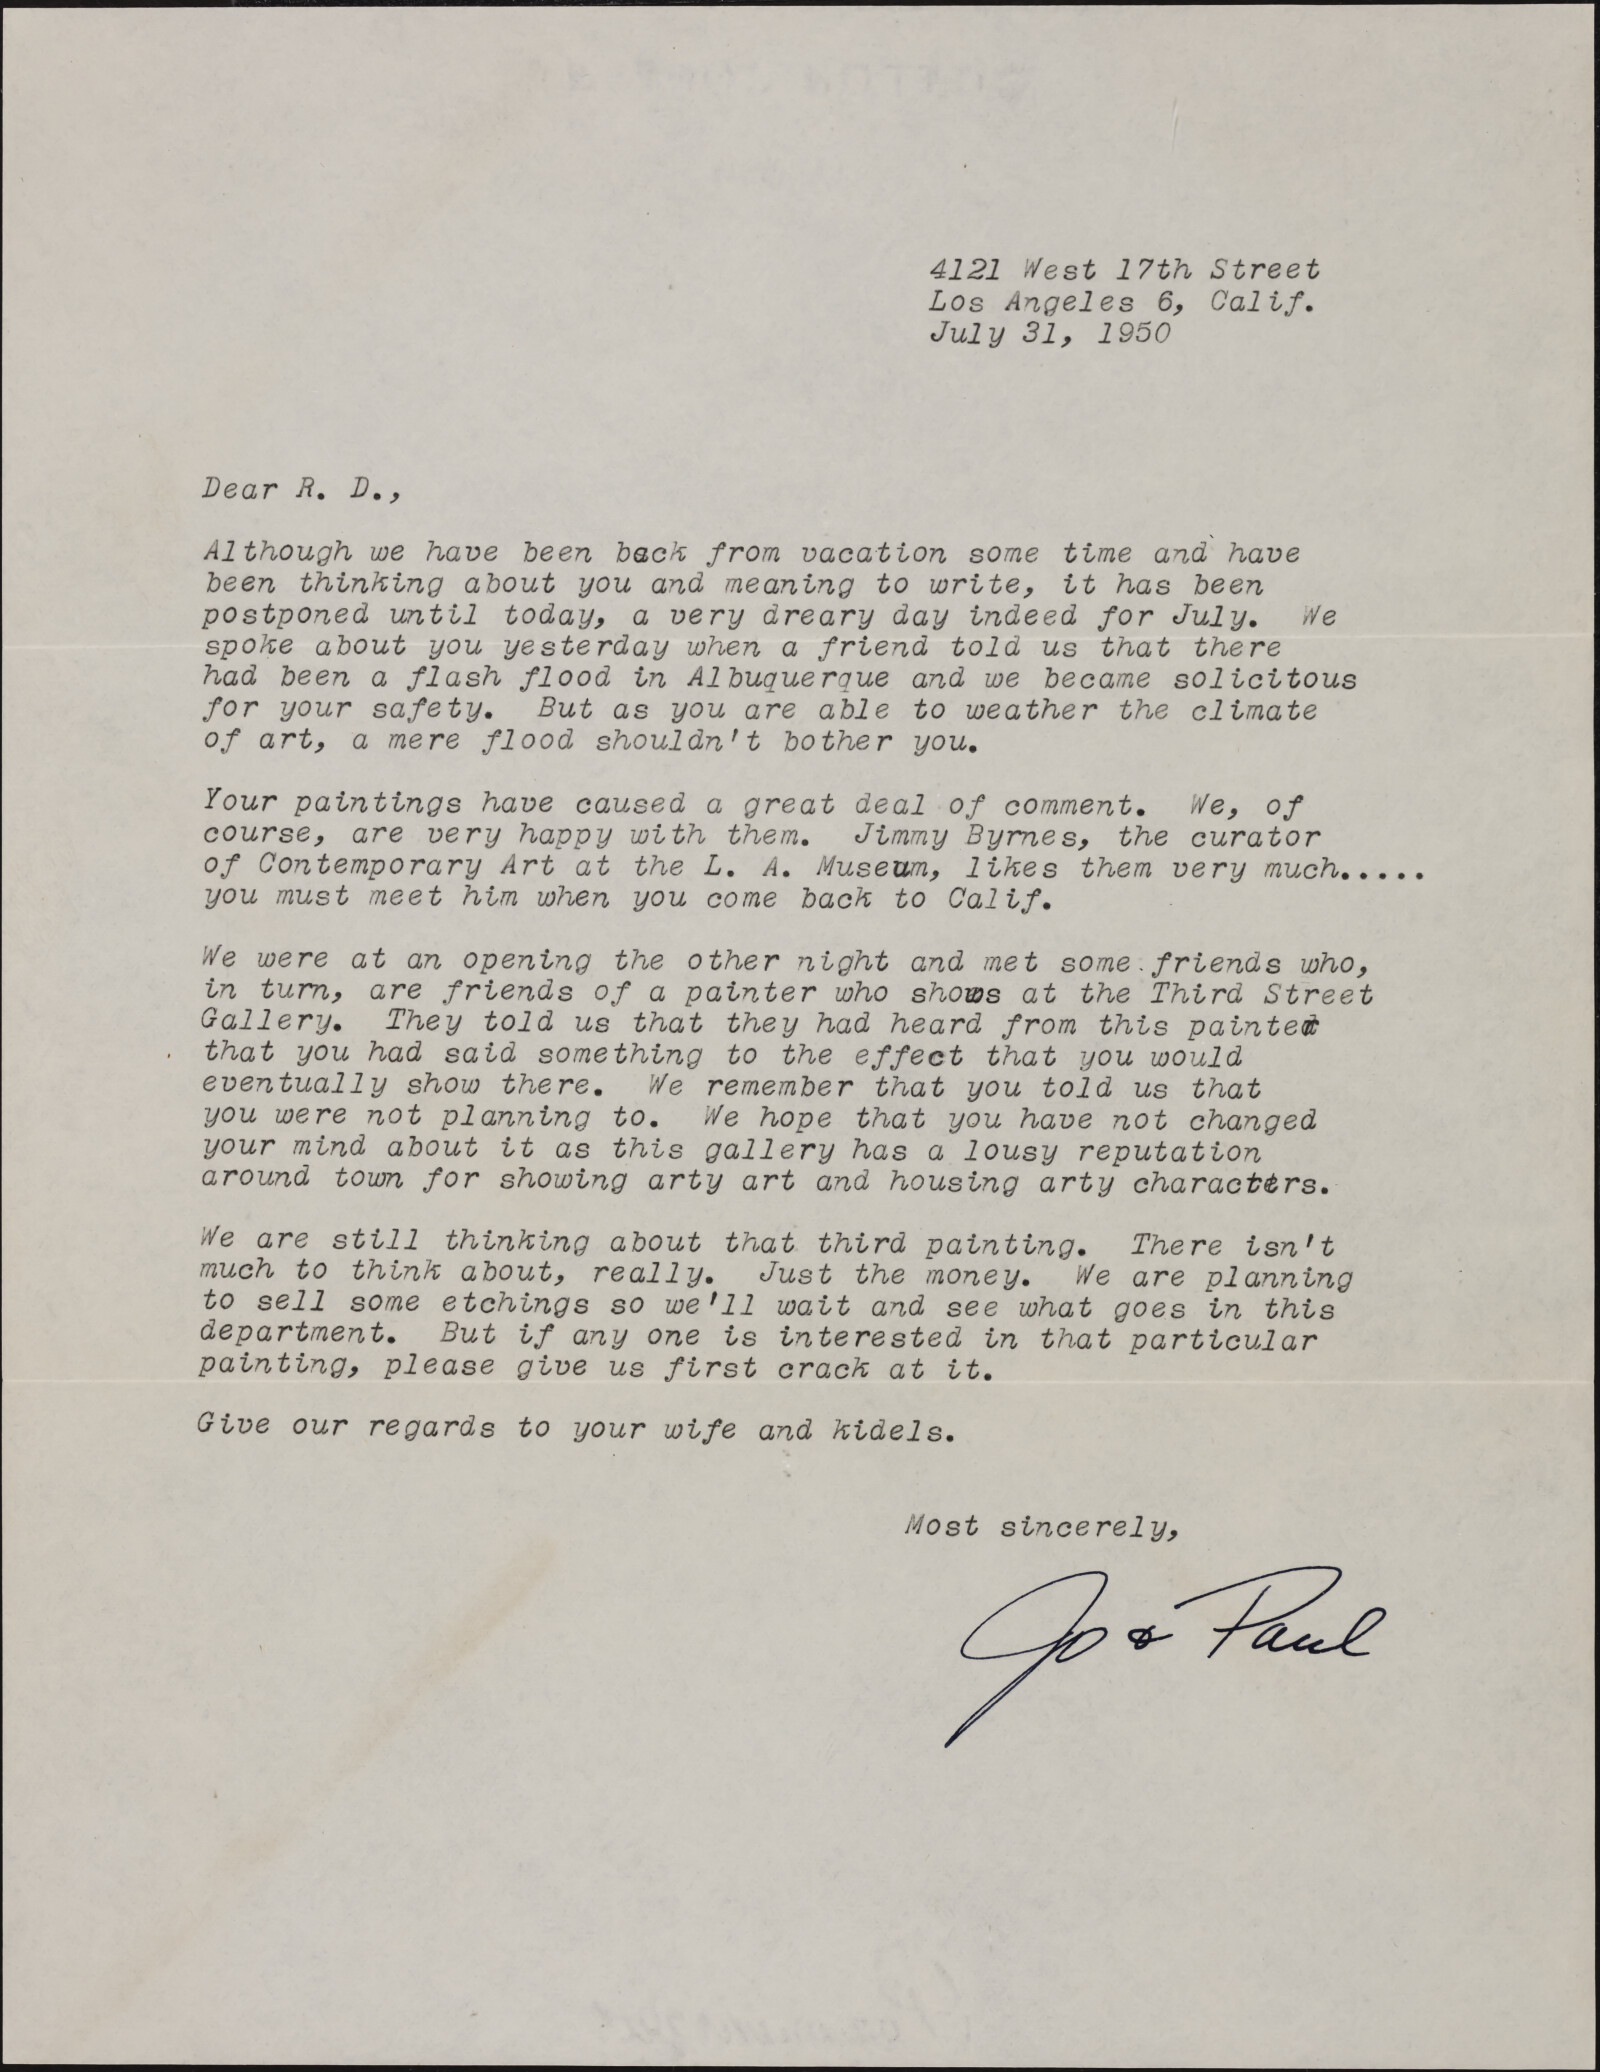 4121 West 17th Street
Los Angeles 6, Calif.
July 31, 1950
Dear R. D.,
Although we have been back from vacation some time and have
been thinking about you and meaning to write, it has been
postponed until today, a very dreary day indeed for July. We
spoke about you yesterday when a friend told us that there
had been a flash flood in Albuquerque and we became solicitous
for your safety. But as you are able to weather the climate
of art, a mere flood shouldn't bother you.
Your paintings have caused a great deal of comment. We, of
course, are very happy with them. Jimmy Byrnes, the curator
of Contemporary Art at the L. A. Museum, likes them very much.....
you must meet him when you come back to Calif.
We were at an opening the other night and met some friends who,
in turn, are friends of a painter who shows at the Third Street
Gallery. They told us that they had heard from this painter
that you had said something to the effect that you would
eventually show there. We remember that you told us that
you were not planning to. We hope that you have not changed
your mind about it as this gallery has a lousy reputation
around town for showing arty art and housing arty characters.
We are still thinking about that third painting. There isn't
much to think about, really. Just the money. We are planning
to sell some etchings so we'll wait and see what goes in this
department. But if any one is interested in that particular
painting, please give us first crack at it.
Give our regards to your wife and kidels.
Most sincerely,
Jo & Paul